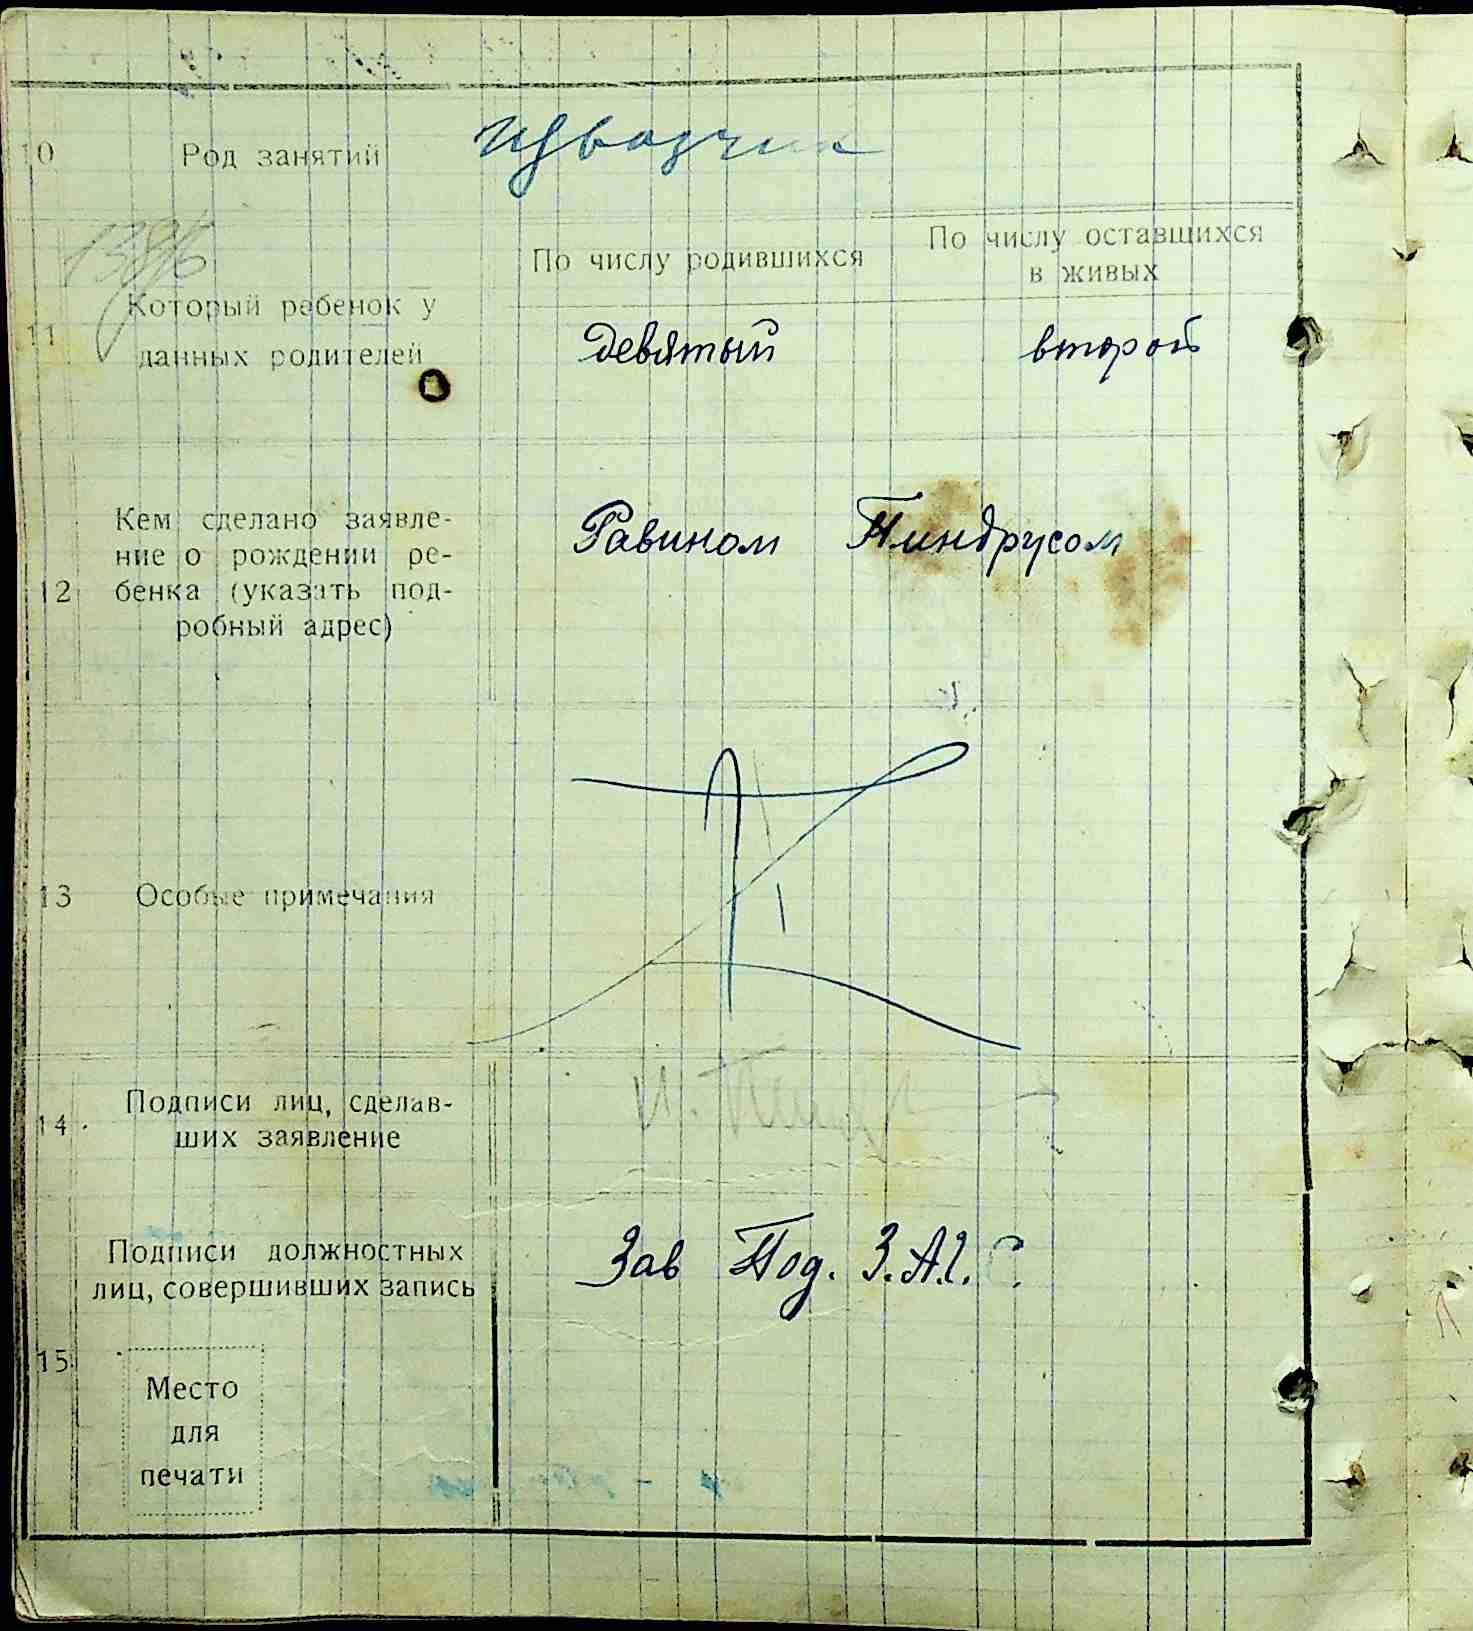 10 Род занятий извозчик
По числу родившихся По числу оставшихся
в живых
11 Который ребенок у
данных родителей девятый второй
12 Кем сделано заявле-
ние о рождении ре-
бенка (указать под-
робный адрес) Равином Пиндрусом
13 Особые примечания
14 Подписи лиц, сделав-
ших заявление
Подписи должностных
лиц, совершивших запись Зав Под. З.А.Г.С.
15
Место
для
печати